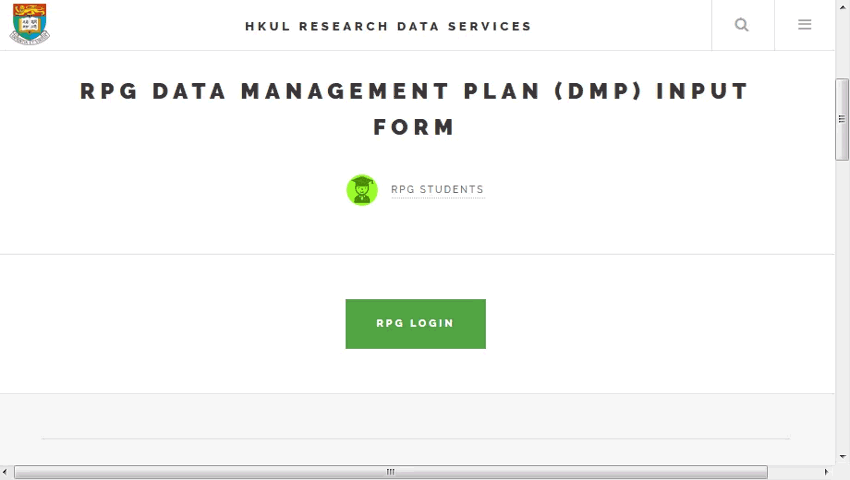 HKUL RESEARCH DATA SERVICES
RPG DATA MANAGEMENT PLAN (DMP) INPUT
FORM
RPG STUDENTS
RPG LOGIN